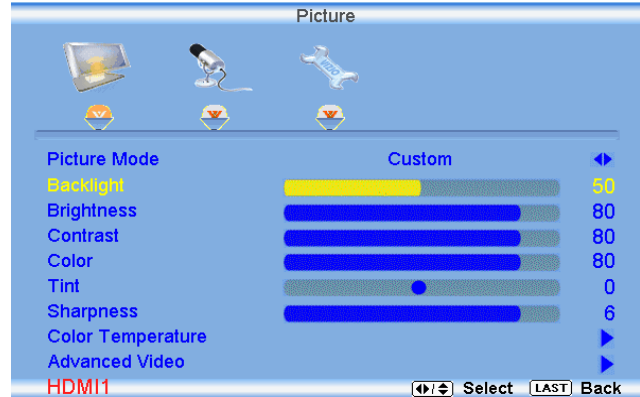 Picture
Picture Mode Custom
Backlight 50
Brightness 80
Contrast 80
Color 80
Tint 0
Sharpness 6
Color Temperature
Advanced Video
HDMI1 Select LAST Back